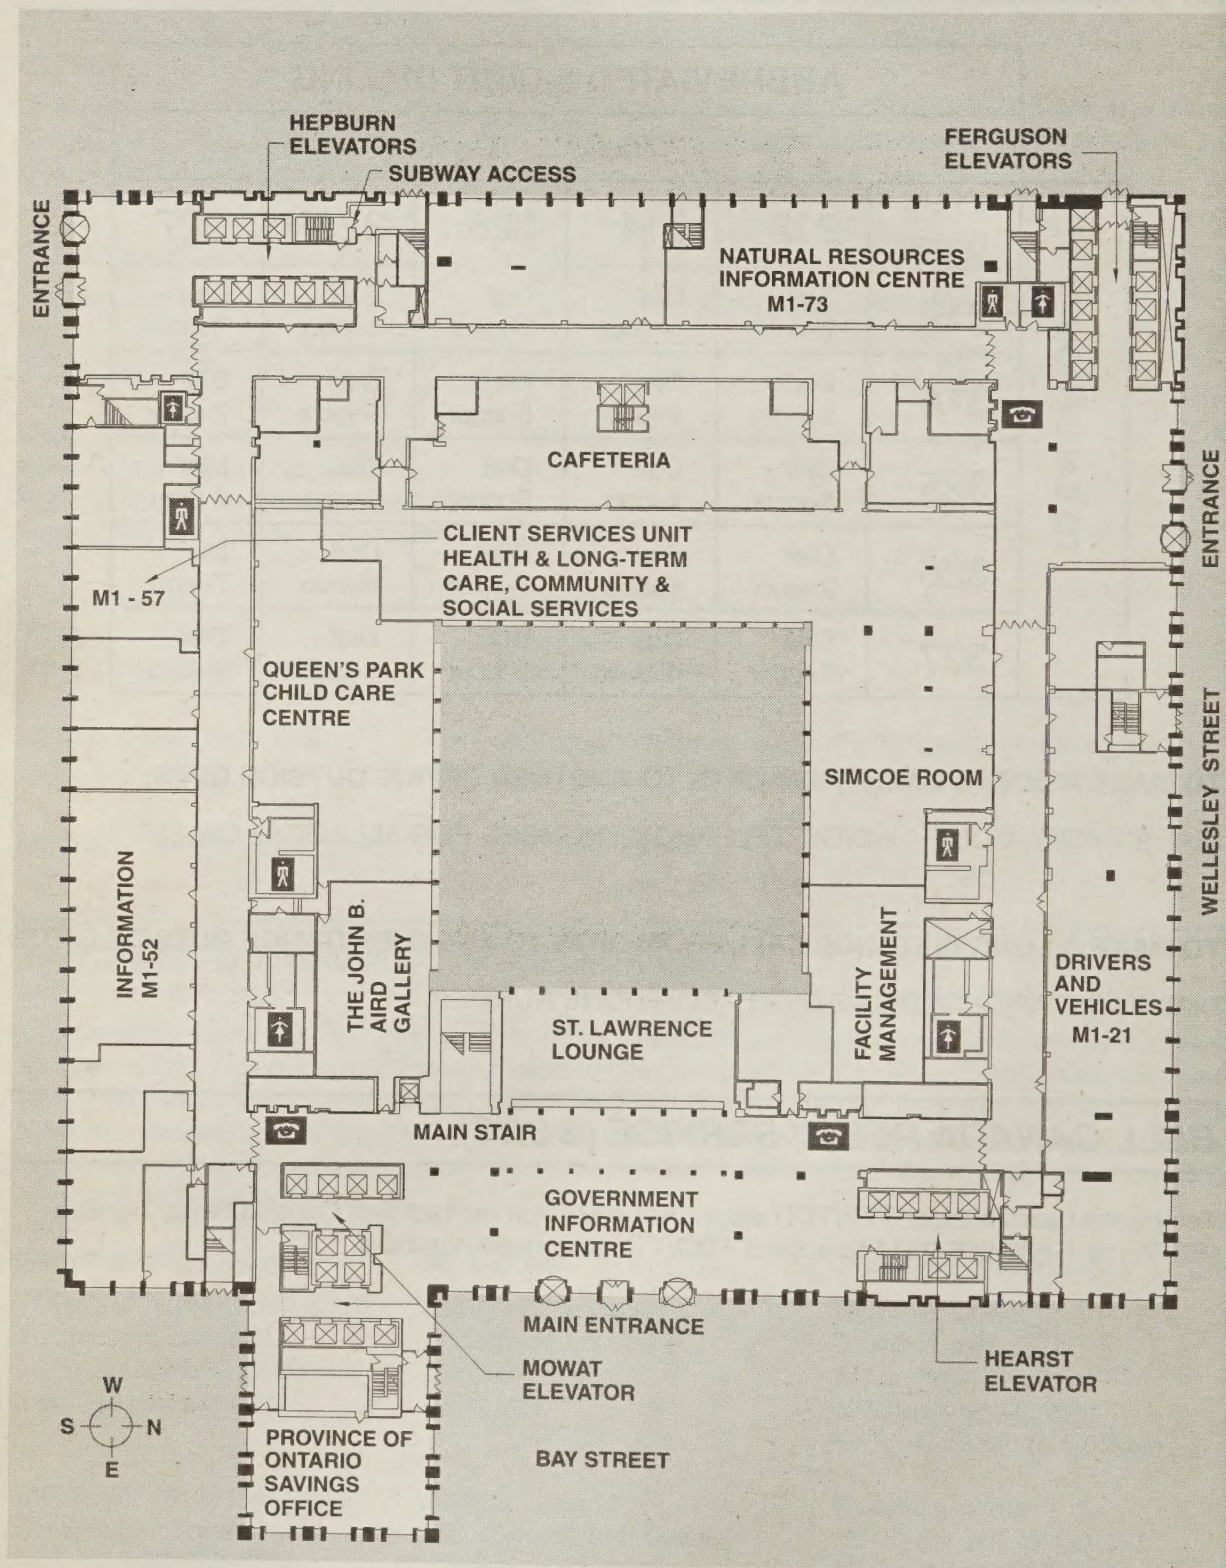 HEPBURN
ELEVATORS
SUBWAY ACCESS
FERGUSON
ELEVATORS
ENTRANCE
NATURAL RESOURCES
INFORMATION CENTRE
M1-73
CAFETERIA
ENTRANCE
CLIENT SERVICES UNIT
HEALTH & LONG-TERM
CARE, COMMUNITY &
SOCIAL SERVICES
M1 - 57
QUEEN'S PARK
CHILD CARE
CENTRE
SIMCOE ROOM
WELLESLEY STREET
INFORMATION
M1-52
THE JOHN B.
AIRD
GALLERY
FACILITY
MANAGEMENT
DRIVERS
AND
VEHICLES
M1-21
ST. LAWRENCE
LOUNGE
MAIN STAIR
GOVERNMENT
INFORMATION
CENTRE
MAIN ENTRANCE
MOWAT
ELEVATOR
HEARST
ELEVATOR
W
S N
E
PROVINCE OF
ONTARIO
SAVINGS
OFFICE
BAY STREET